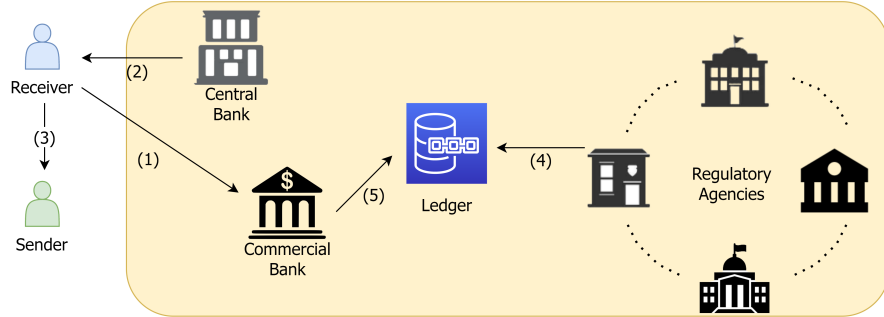 (2)
Receiver
Central
Bank
(3)
(1)
(4)
Regulatory
Agencies
$
(5)
Ledger
Sender
Commercial
Bank